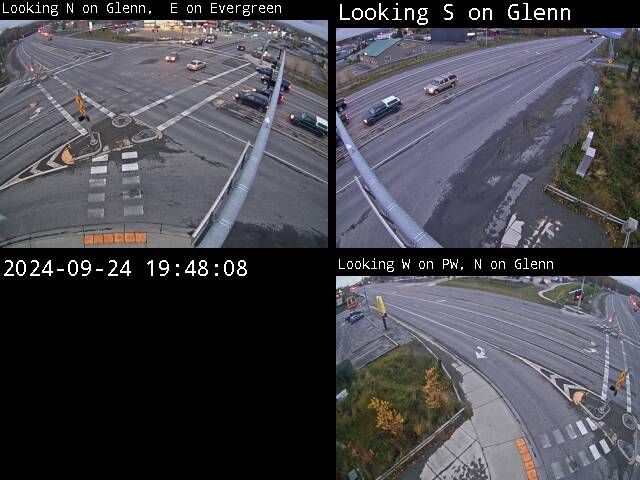 Looking N on Glenn,  E on Evergreen
Looking S on Glenn
2024-09-24 19:48:08
Looking W on PW, N on Glenn